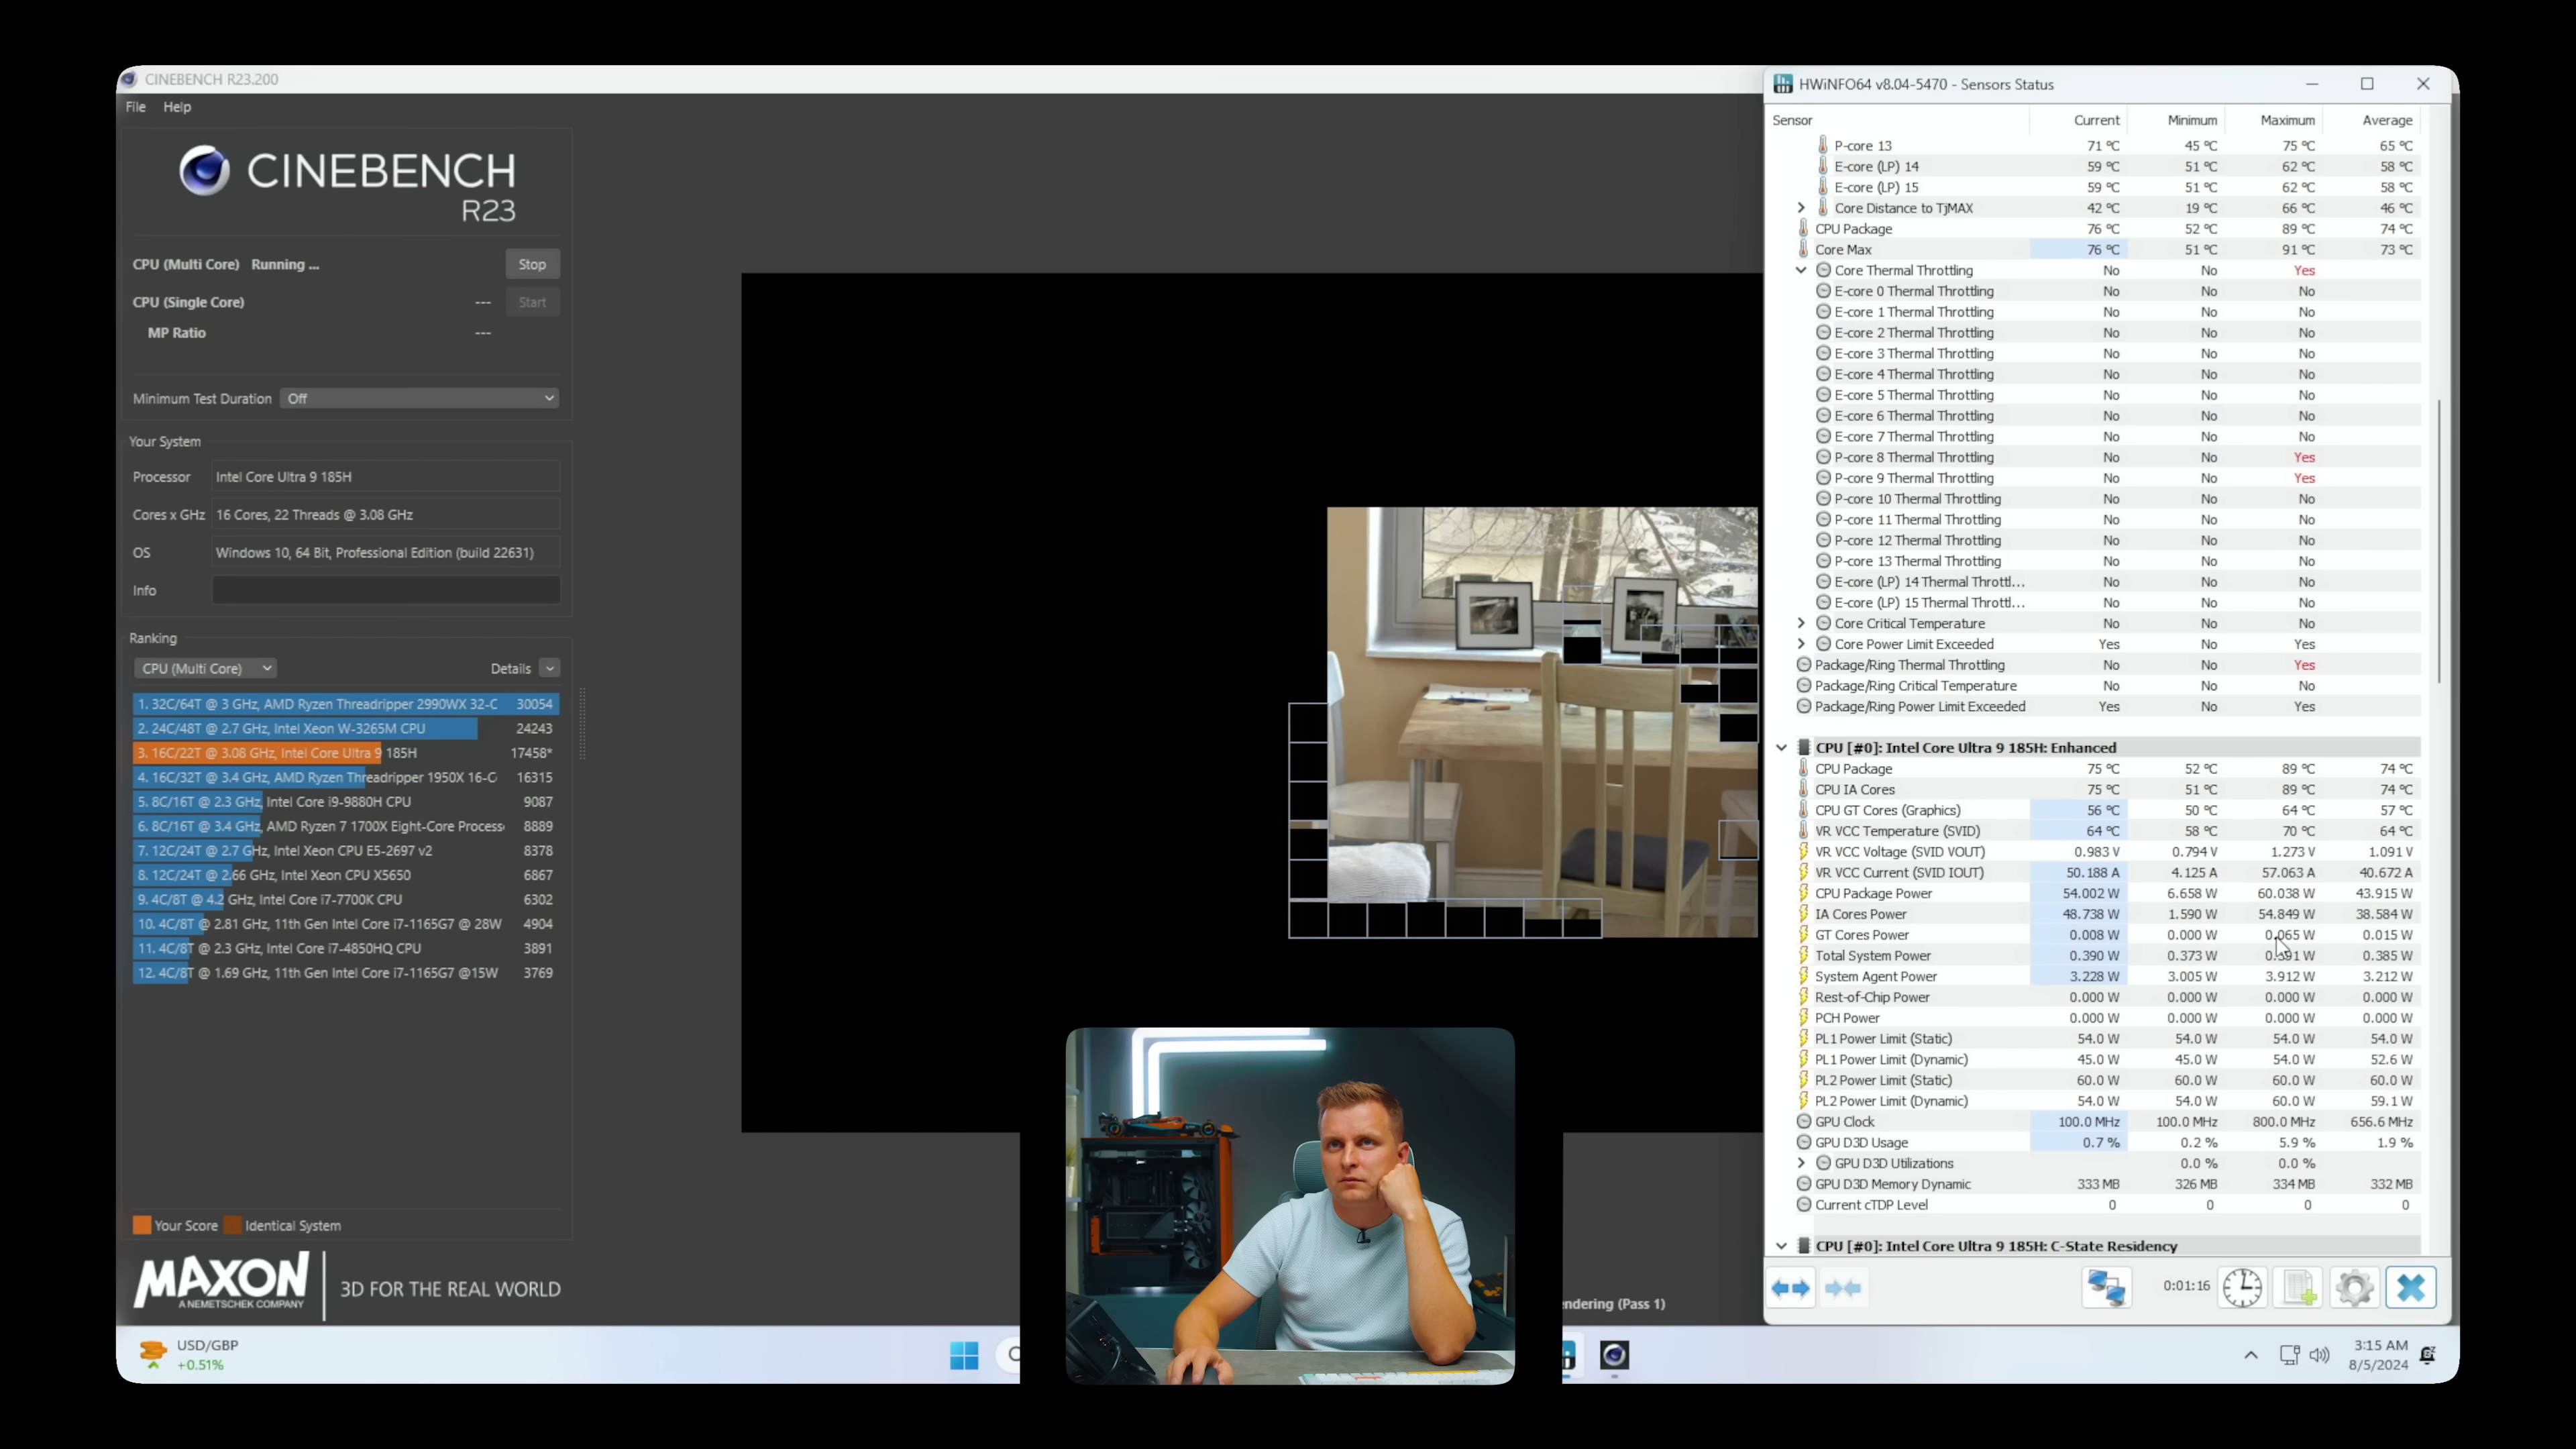 CINEBENCH R23.200
File Help
CINEBENCH
R23
CPU (Multi Core) Running ... Stop
CPU (Single Core) --- Start
MP Ratio ---
Minimum Test Duration Off
Your System
Processor Intel Core Ultra 9 185H
Cores x GHz 16 Cores, 22 Threads @ 3.08 GHz
OS Windows 10, 64 Bit, Professional Edition (build 22631)
Info
Ranking
CPU (Multi Core) Details
1. 32C/64T @ 3 GHz, AMD Ryzen Threadripper 2990WX 32-C 30054
2. 24C/48T @ 2.7 GHz, Intel Xeon W-3265M CPU 24243
3. 16C/22T @ 3.08 GHz, Intel Core Ultra 9 185H 17458*
4. 16C/32T @ 3.4 GHz, AMD Ryzen Threadripper 1950X 16-C 16315
5. 8C/16T @ 2.3 GHz, Intel Core i9-9880H CPU 9087
6. 8C/16T @ 3.4 GHz, AMD Ryzen 7 1700X Eight-Core Process 8889
7. 12C/24T @ 2.7 GHz, Intel Xeon CPU E5-2697 v2 8378
8. 12C/24T @ 2.66 GHz, Intel Xeon CPU X5650 6867
9. 4C/8T @ 4.2 GHz, Intel Core i7-7700K CPU 6302
10. 4C/8T @ 2.81 GHz, 11th Gen Intel Core i7-1165G7 @ 28W 4904
11. 4C/8T @ 2.3 GHz, Intel Core i7-4850HQ CPU 3891
12. 4C/8T @ 1.69 GHz, 11th Gen Intel Core i7-1165G7 @15W 3769
Your Score Identical System
MAXON
A NEMETSCHEK COMPANY
3D FOR THE REAL WORLD
ndering (Pass 1)
HWiNFO64 v8.04-5470 - Sensors Status
Sensor Current Minimum Maximum Average
P-core 13 71 °C 45 °C 75 °C 65 °C
E-core (LP) 14 59 °C 51 °C 62 °C 58 °C
E-core (LP) 15 59 °C 51 °C 62 °C 58 °C
Core Distance to TjMAX 42 °C 19 °C 66 °C 46 °C
CPU Package 76 °C 52 °C 89 °C 74 °C
Core Max 76 °C 51 °C 91 °C 73 °C
Core Thermal Throttling No No Yes
E-core 0 Thermal Throttling No No No
E-core 1 Thermal Throttling No No No
E-core 2 Thermal Throttling No No No
E-core 3 Thermal Throttling No No No
E-core 4 Thermal Throttling No No No
E-core 5 Thermal Throttling No No No
E-core 6 Thermal Throttling No No No
E-core 7 Thermal Throttling No No No
P-core 8 Thermal Throttling No No Yes
P-core 9 Thermal Throttling No No Yes
P-core 10 Thermal Throttling No No No
P-core 11 Thermal Throttling No No No
P-core 12 Thermal Throttling No No No
P-core 13 Thermal Throttling No No No
E-core (LP) 14 Thermal Throttl... No No No
E-core (LP) 15 Thermal Throttl... No No No
Core Critical Temperature No No No
Core Power Limit Exceeded Yes No Yes
Package/Ring Thermal Throttling No No Yes
Package/Ring Critical Temperature No No No
Package/Ring Power Limit Exceeded Yes No Yes
CPU [#0]: Intel Core Ultra 9 185H: Enhanced
CPU Package 75 °C 52 °C 89 °C 74 °C
CPU IA Cores 75 °C 51 °C 89 °C 74 °C
CPU GT Cores (Graphics) 56 °C 50 °C 64 °C 57 °C
VR VCC Temperature (SVID) 64 °C 58 °C 70 °C 64 °C
VR VCC Voltage (SVID VOUT) 0.983 V 0.794 V 1.273 V 1.091 V
VR VCC Current (SVID IOUT) 50.188 A 4.125 A 57.063 A 40.672 A
CPU Package Power 54.002 W 6.658 W 60.038 W 43.915 W
IA Cores Power 48.738 W 1.590 W 54.849 W 38.584 W
GT Cores Power 0.008 W 0.000 W 0.065 W 0.015 W
Total System Power 0.390 W 0.373 W W 0.385 W
System Agent Power 3.228 W 3.005 W 3.912 W 3.212 W
Rest-of-Chip Power 0.000 W 0.000 W 0.000 W 0.000 W
PCH Power 0.000 W 0.000 W 0.000 W 0.000 W
PL1 Power Limit (Static) 54.0 W 54.0 W 54.0 W 54.0 W
PL1 Power Limit (Dynamic) 45.0 W 45.0 W 54.0 W 52.6 W
PL2 Power Limit (Static) 60.0 W 60.0 W 60.0 W 60.0 W
PL2 Power Limit (Dynamic) 54.0 W 54.0 W 60.0 W 59.1 W
GPU Clock 100.0 MHz 100.0 MHz 800.0 MHz 656.6 MHz
GPU D3D Usage 0.7 % 0.2 % 5.9 % 1.9 %
GPU D3D Utilizations 0.0 % 0.0 %
GPU D3D Memory Dynamic 333 MB 326 MB 334 MB 332 MB
Current cTDP Level 0 0 0 0
CPU [#0]: Intel Core Ultra 9 185H: C-State Residency
0:01:16
USD/GBP
+0.51%
3:15 AM
8/5/2024